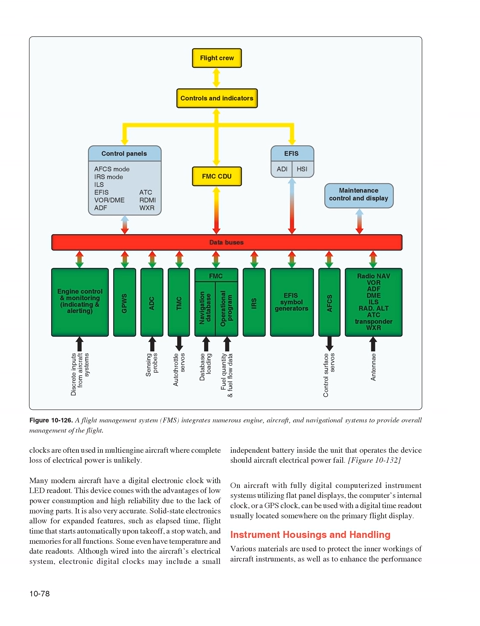 Flight crew
Controls and indicators
Control panels
AFCS mode
IRS mode
ILS
EFIS ATC
VOR/DME RDMI
ADF WXR
FMC CDU
EFIS
ADI HSI
Maintenance
control and display
Data buses
Engine control
& monitoring
(indicating &
alerting)
GPWS
ADC
TMC
FMC
Navigation
database
Operational
program
IRS
EFIS
symbol
generators
AFCS
Radio NAV
VOR
ADF
DME
ILS
RAD. ALT
ATC
transponder
WXR
Discrete inputs
from aircraft
systems
Sensing
probes
Autothrottle
servos
Database
loading
Fuel quantity
& fuel flow data
Control surface
servos
Antennae
Figure 10-126. A flight management system (FMS) integrates numerous engine, aircraft, and navigational systems to provide overall
management of the flight.
clocks are often used in multiengine aircraft where complete
loss of electrical power is unlikely.
Many modern aircraft have a digital electronic clock with
LED readout. This device comes with the advantages of low
power consumption and high reliability due to the lack of
moving parts. It is also very accurate. Solid-state electronics
allow for expanded features, such as elapsed time, flight
time that starts automatically upon takeoff, a stop watch, and
memories for all functions. Some even have temperature and
date readouts. Although wired into the aircraft's electrical
system, electronic digital clocks may include a small
independent battery inside the unit that operates the device
should aircraft electrical power fail. [Figure 10-132]
On aircraft with fully digital computerized instrument
systems utilizing flat panel displays, the computer's internal
clock, or a GPS clock, can be used with a digital time readout
usually located somewhere on the primary flight display.
Instrument Housings and Handling
Various materials are used to protect the inner workings of
aircraft instruments, as well as to enhance the performance
10-78